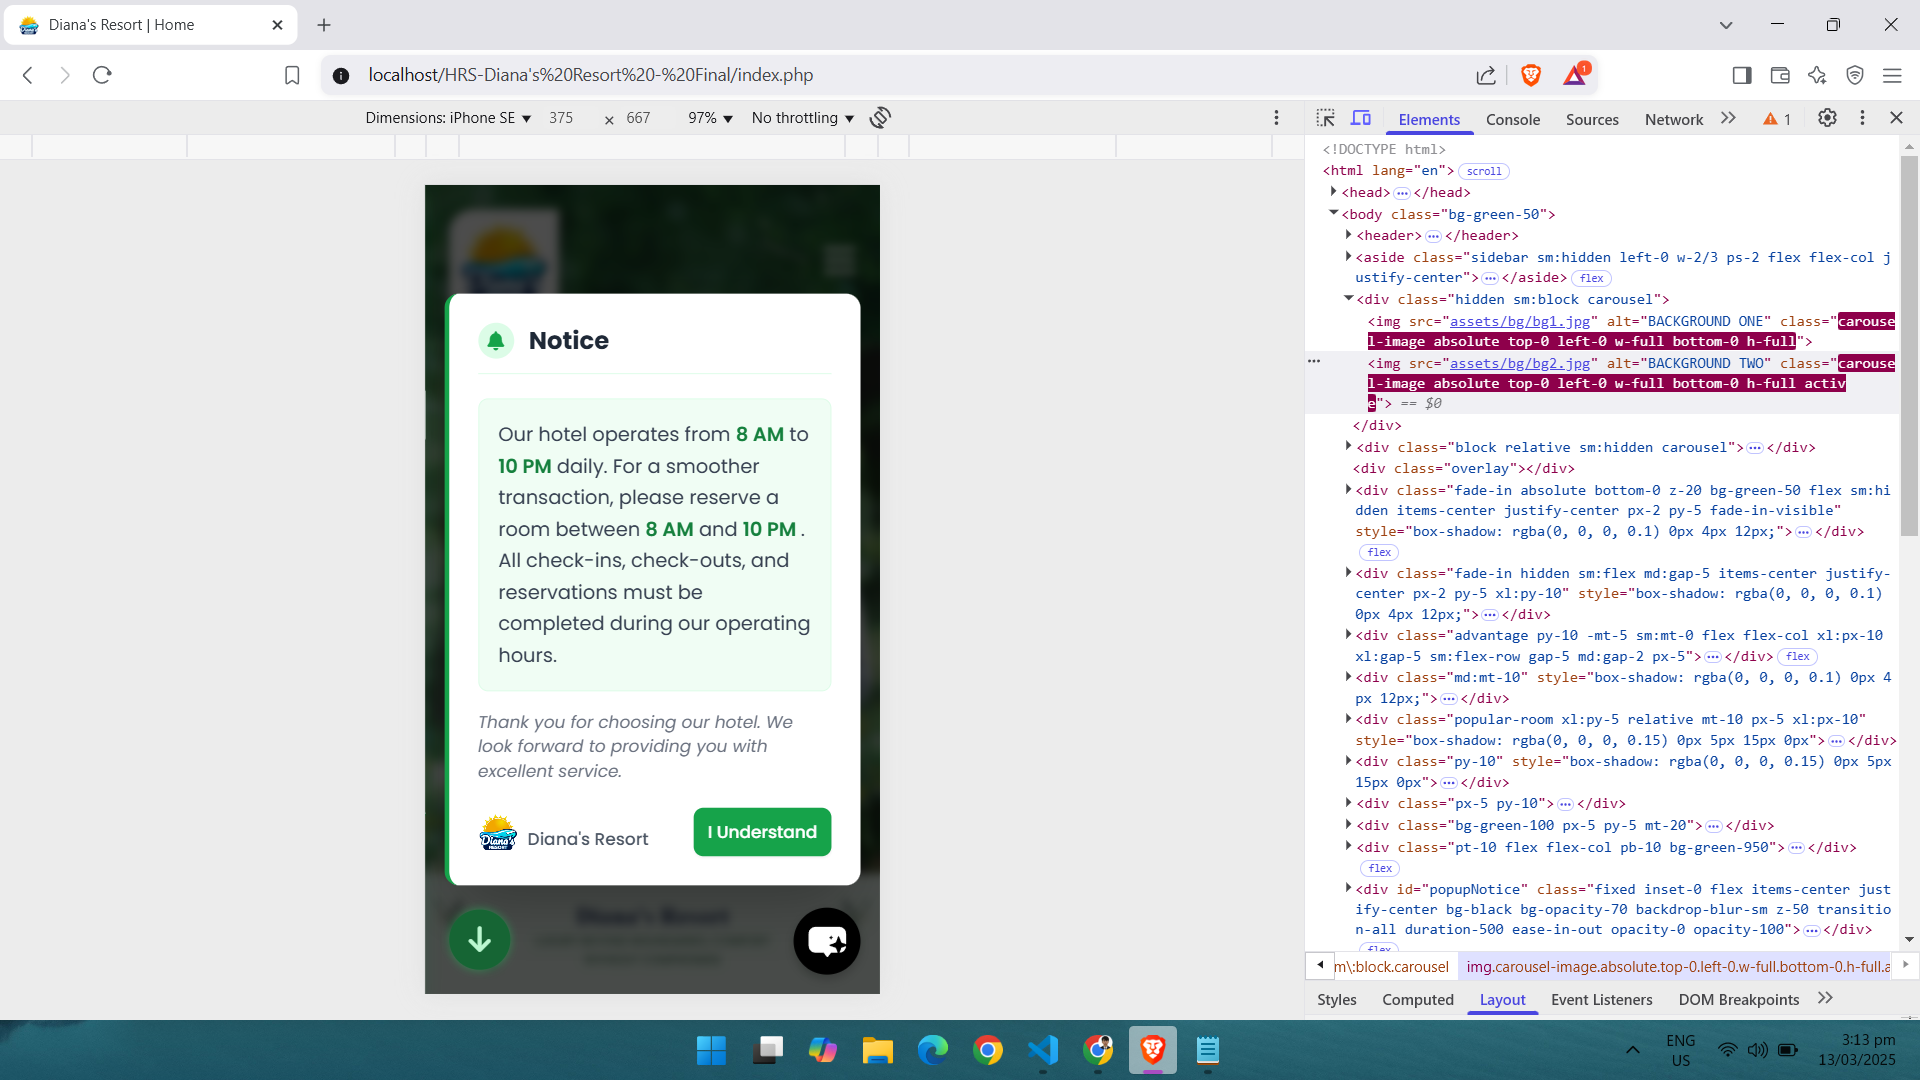 Diana's Resort | Home
localhost/HRS-Diana's%20Resort%20-%20Final/index.php
1
Dimensions: iPhone SE
375
×
667
97%
No throttling
Elements
Console
Sources
Network
1
Notice
Our hotel operates from 8 AM to
10 PM daily. For a smoother
transaction, please reserve a
room between 8 AM and 10 PM .
All check-ins, check-outs, and
reservations must be
completed during our operating
hours.
Thank you for choosing our hotel. We
look forward to providing you with
excellent service.
Diana's Resort
I Understand
<!DOCTYPE html>
<html lang="en"> scroll
<head> ··· </head>
<body class="bg-green-50">
<header> ··· </header>
<aside class="sidebar sm:hidden left-0 w-2/3 ps-2 flex flex-col j
ustify-center"> ··· </aside> flex
<div class="hidden sm:block carousel">
<img src="assets/bg/bg1.jpg" alt="BACKGROUND ONE" class="carouse
l-image absolute top-0 left-0 w-full bottom-0 h-full">
<img src="assets/bg/bg2.jpg" alt="BACKGROUND TWO" class="carouse
l-image absolute top-0 left-0 w-full bottom-0 h-full activ
e"> == $0
</div>
<div class="block relative sm:hidden carousel"> ··· </div>
<div class="overlay"></div>
<div class="fade-in absolute bottom-0 z-20 bg-green-50 flex sm:hi
dden items-center justify-center px-2 py-5 fade-in-visible"
style="box-shadow: rgba(0, 0, 0, 0.1) 0px 4px 12px;"> ··· </div>
flex
<div class="fade-in hidden sm:flex md:gap-5 items-center justify-
center px-2 py-5 xl:py-10" style="box-shadow: rgba(0, 0, 0, 0.1)
0px 4px 12px;"> ··· </div>
<div class="advantage py-10 -mt-5 sm:mt-0 flex flex-col xl:px-10
xl:gap-5 sm:flex-row gap-5 md:gap-2 px-5"> ··· </div> flex
<div class="md:mt-10" style="box-shadow: rgba(0, 0, 0, 0.1) 0px 4
px 12px;"> ··· </div>
<div class="popular-room xl:py-5 relative mt-10 px-5 xl:px-10"
style="box-shadow: rgba(0, 0, 0, 0.15) 0px 5px 15px 0px"> ··· </div>
<div class="py-10" style="box-shadow: rgba(0, 0, 0, 0.15) 0px 5px
15px 0px"> ··· </div>
<div class="px-5 py-10"> ··· </div>
<div class="bg-green-100 px-5 py-5 mt-20"> ··· </div>
<div class="pt-10 flex flex-col pb-10 bg-green-950"> ··· </div>
flex
<div id="popupNotice" class="fixed inset-0 flex items-center just
ify-center bg-black bg-opacity-70 backdrop-blur-sm z-50 transitio
n-all duration-500 ease-in-out opacity-0 opacity-100"> ··· </div>
flex
m\:block.carousel
img.carousel-image.absolute.top-0.left-0.w-full.bottom-0.h-full.a
Styles
Computed
Layout
Event Listeners
DOM Breakpoints
ENG
US
3:13 pm
13/03/2025